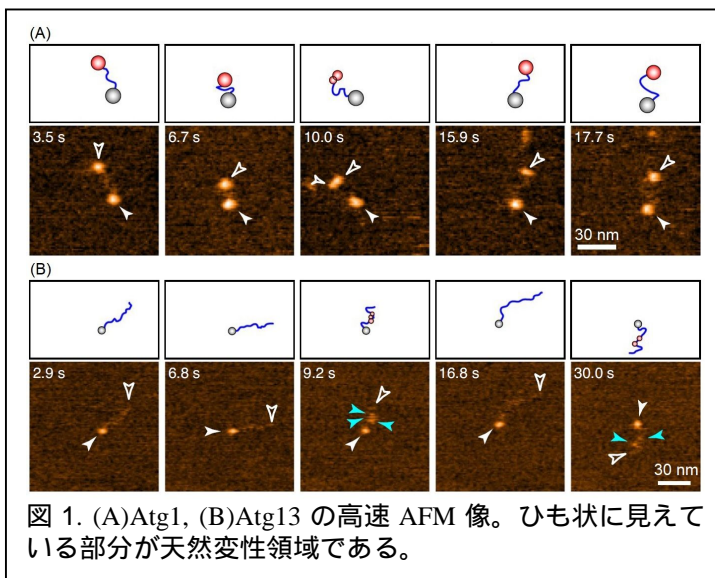 (A)
3.5 s 6.7 s 10.0 s 15.9 s 17.7 s
30 nm
(B)
2.9 s 6.8 s 9.2 s 16.8 s 30.0 s
30 nm
図 1. (A)Atg1, (B)Atg13 の高速 AFM 像。ひも状に見えて
いる部分が天然変性領域である。